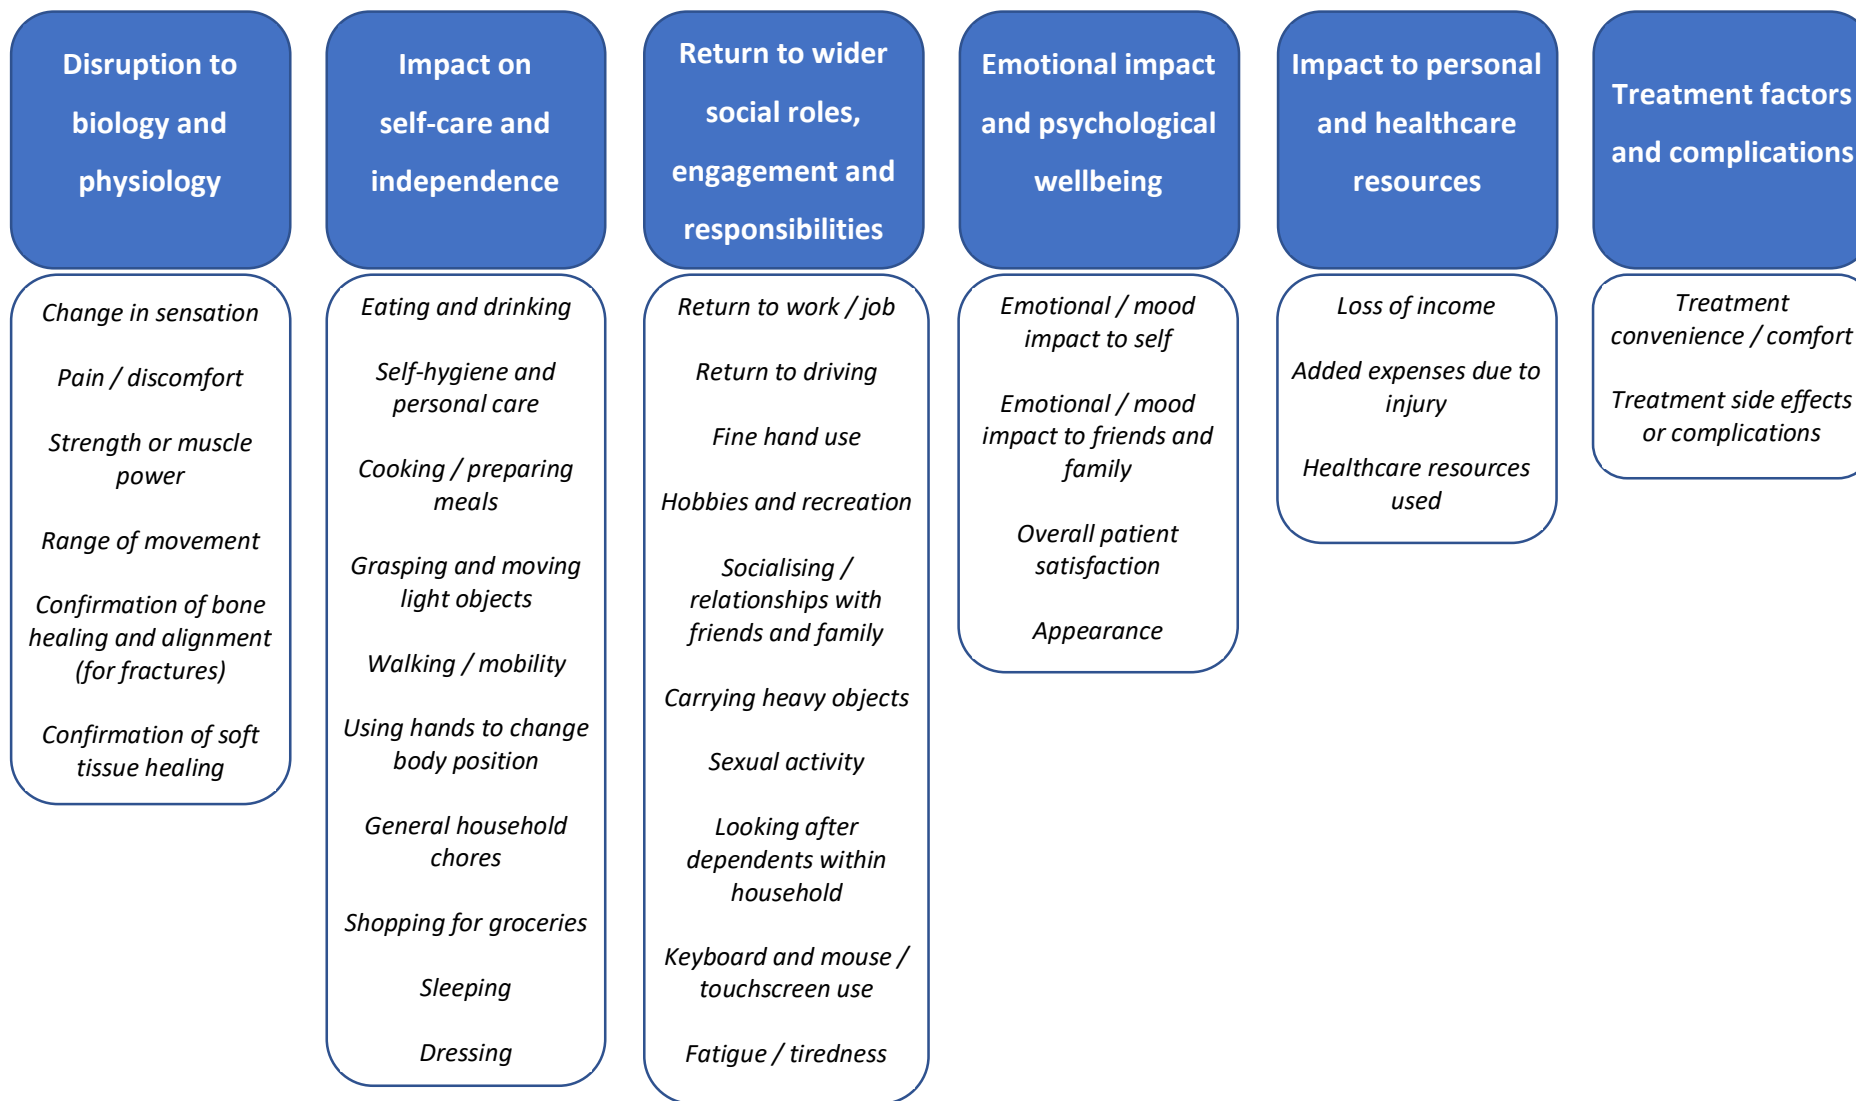 Disruption to
biology and
physiology
Change in sensation
Pain / discomfort
Strength or muscle
power
Range of movement
Confirmation of bone
healing and alignment
(for fractures)
Confirmation of soft
tissue healing
Impact on
self-care and
independence
Eating and drinking
Self-hygiene and
personal care
Cooking / preparing
meals
Grasping and moving
light objects
Walking / mobility
Using hands to change
body position
General household
chores
Shopping for groceries
Sleeping
Dressing
Return to wider
social roles,
engagement and
responsibilities
Return to work / job
Return to driving
Fine hand use
Hobbies and recreation
Socialising /
relationships with
friends and family
Carrying heavy objects
Sexual activity
Looking after
dependents within
household
Keyboard and mouse /
touchscreen use
Fatigue / tiredness
Emotional impact
and psychological
wellbeing
Emotional / mood
impact to self
Emotional / mood
impact to friends and
family
Overall patient
satisfaction
Appearance
Impact to personal
and healthcare
resources
Loss of income
Added expenses due to
injury
Healthcare resources
used
Treatment factors
and complications
Treatment
convenience / comfort
Treatment side effects
or complications